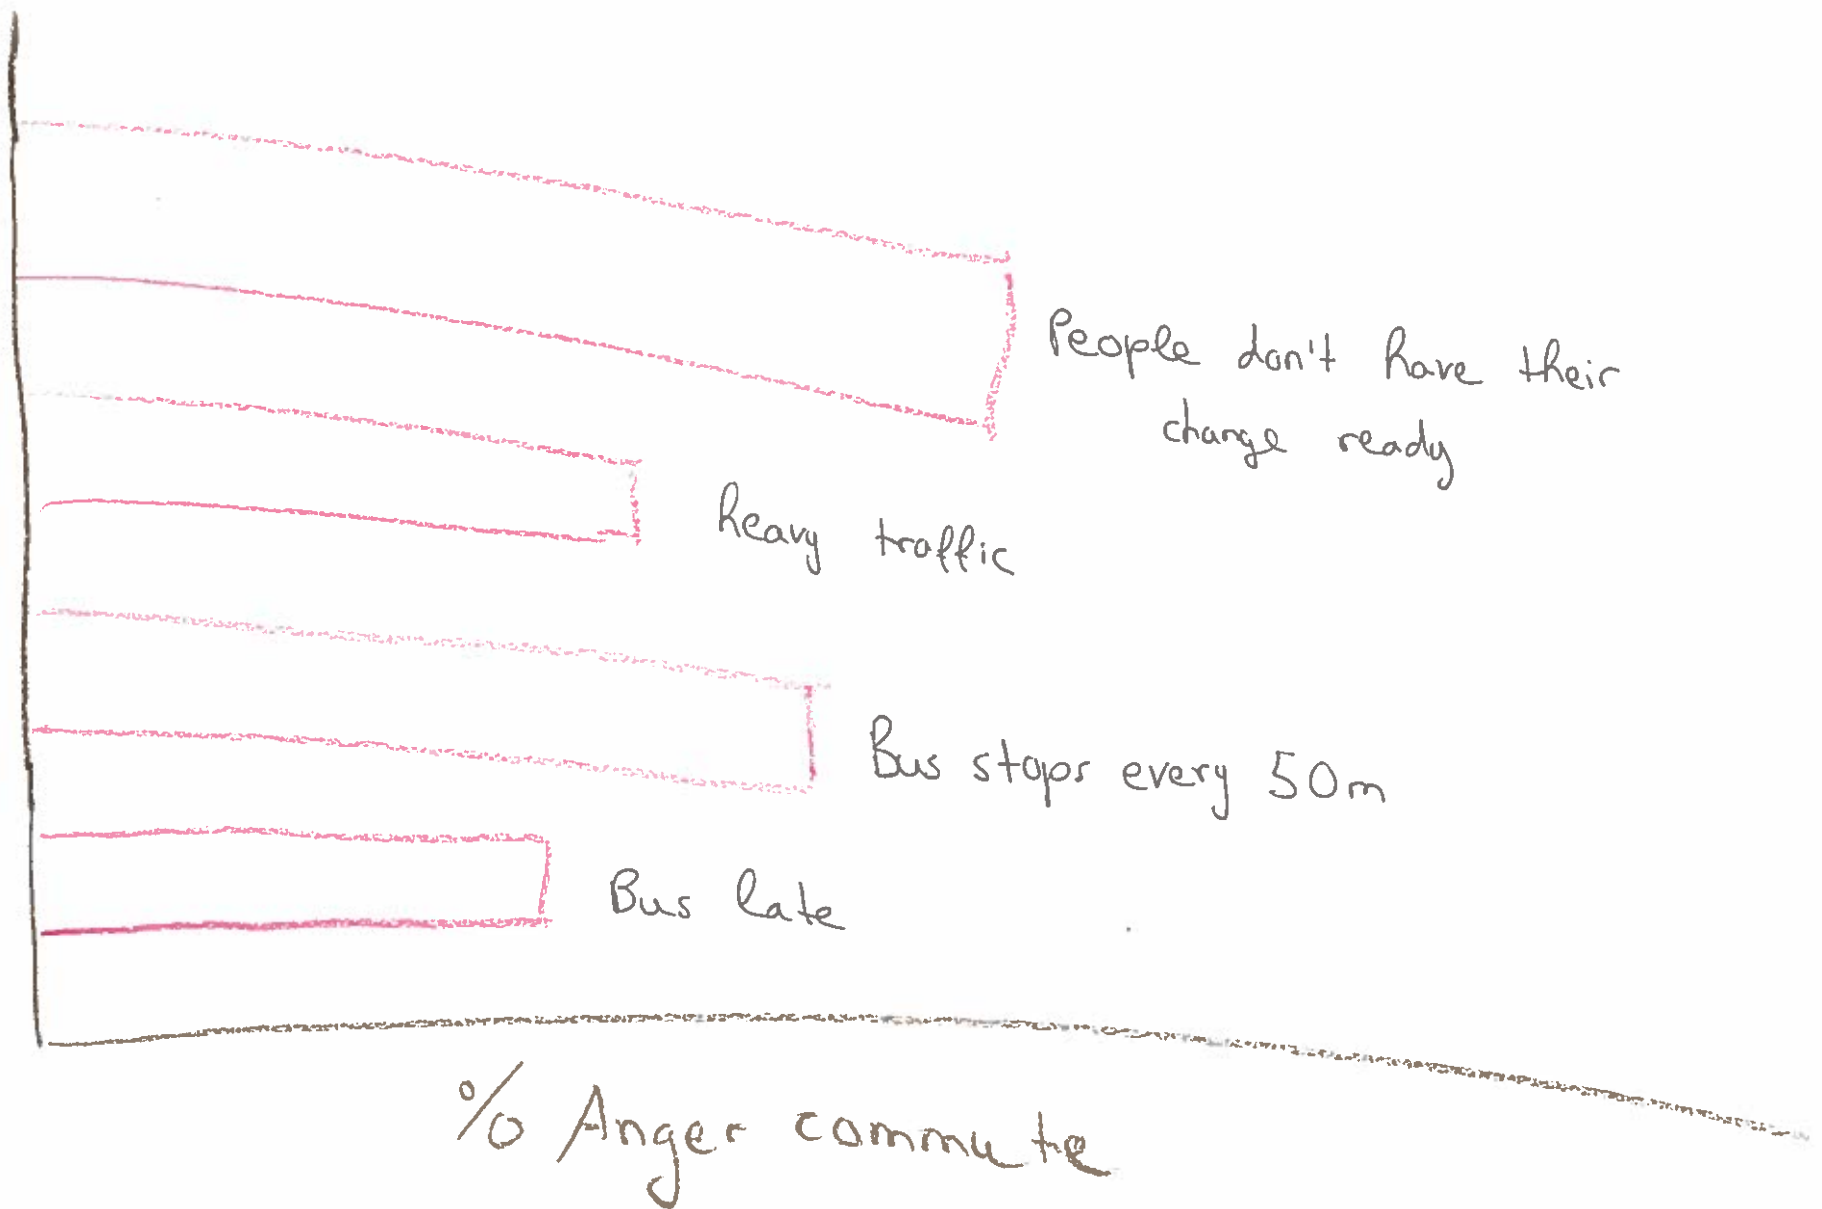 People don't have their
change ready
heavy traffic
Bus stops every 50m
Bus late
% Anger commute